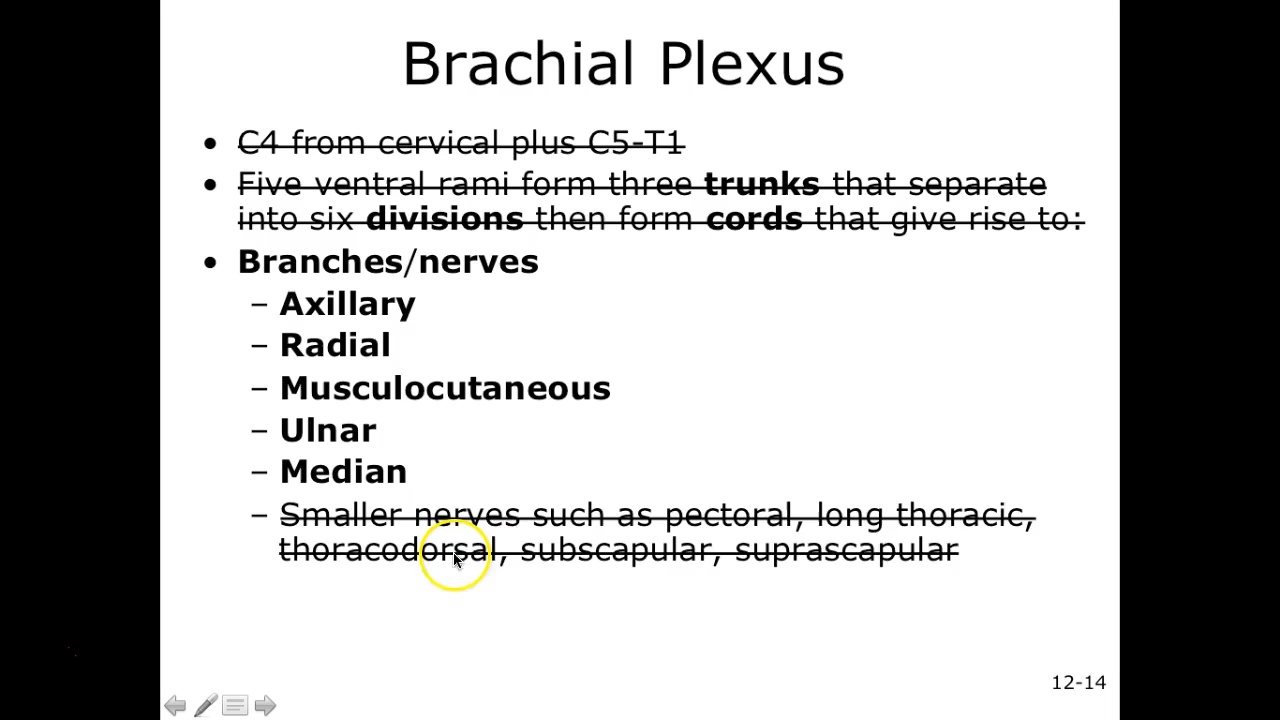 Brachial Plexus
• C4 from cervical plus C5-T1
• Five ventral rami form three trunks that separate
into six divisions then form cords that give rise to:
• Branches/nerves
– Axillary
– Radial
– Musculocutaneous
– Ulnar
– Median
– Smaller nerves such as pectoral, long thoracic,
thoracodorsal, subscapular, suprascapular
12-14